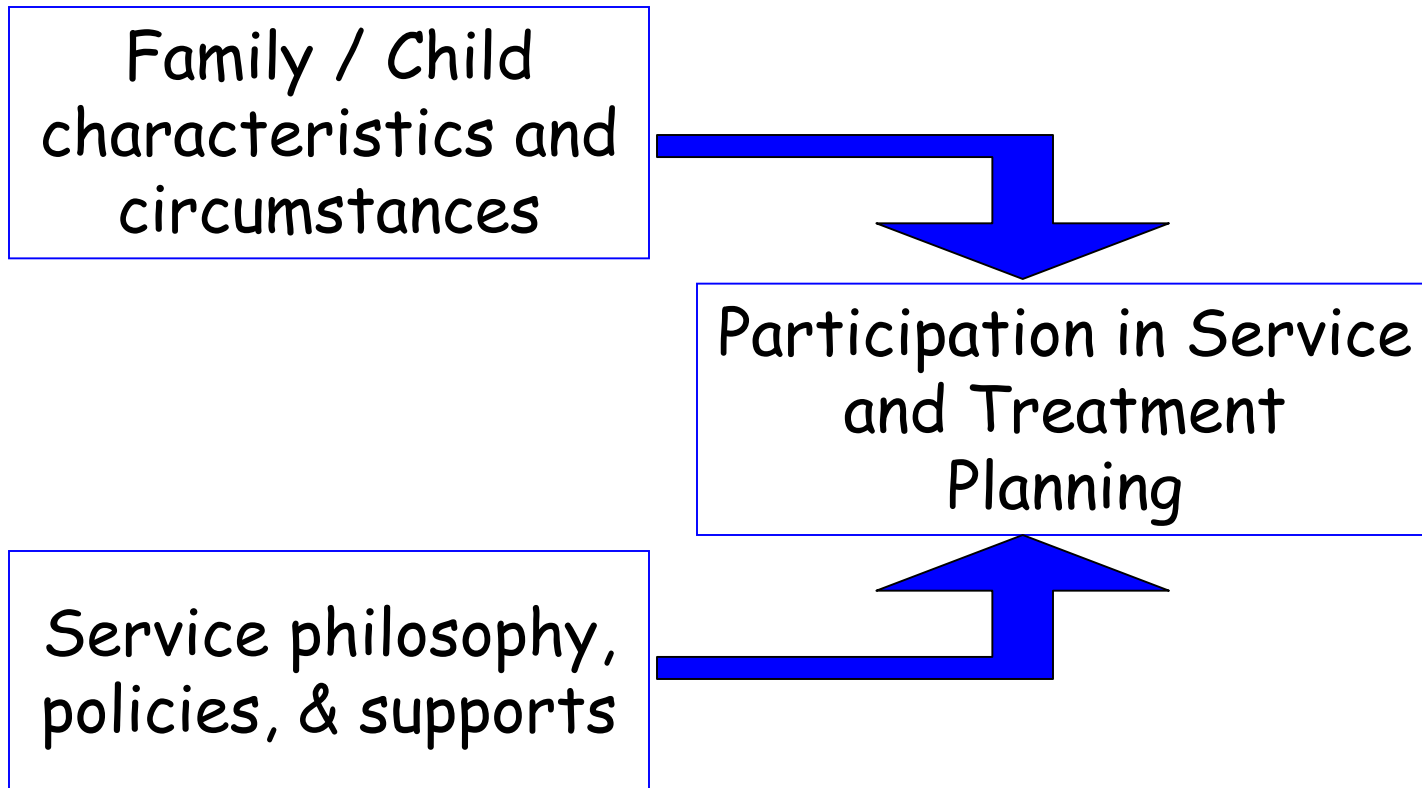 Family / Child
characteristics and
circumstances
Participation in Service
and Treatment
Planning
Service philosophy,
policies, & supports